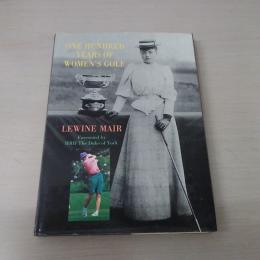 ONE HUNDRED
YEARS OF
WOMEN'S GOLF
LEWINE MAIR
Foreword by
HRH The Duke of York